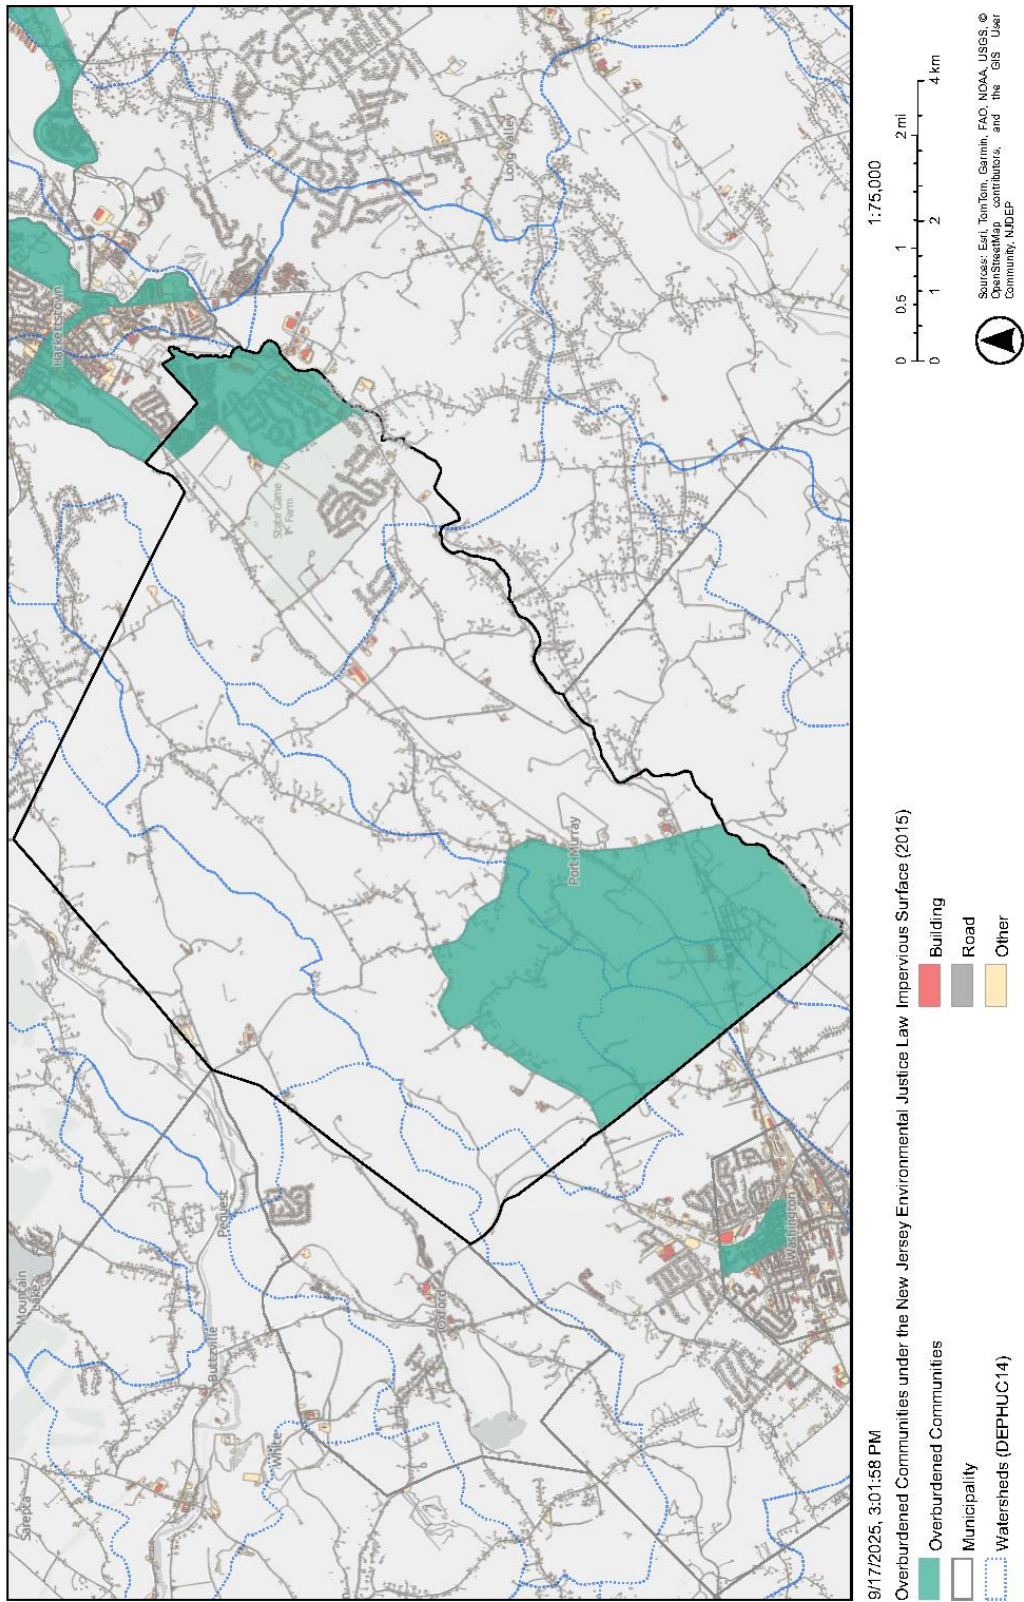 Sarepta
Mountain
Lake
Hackettstown
Buttzville
Pequest
White
State Game
Farm
Oxford
Long Valley
Port Murray
Washington
9/17/2025, 3:01:58 PM
Overburdened Communities under the New Jersey Environmental Justice Law
Overburdened Communities
Municipality
Watersheds (DEPHUC14)
Impervious Surface (2015)
Building
Road
Other
1:75,000
0 0.5 1 2 mi
0 1 2 4 km
Sources: Esri, TomTom, Garmin, FAO, NOAA, USGS, ©
OpenStreetMap contributors, and the GIS User
Community, NJDEP